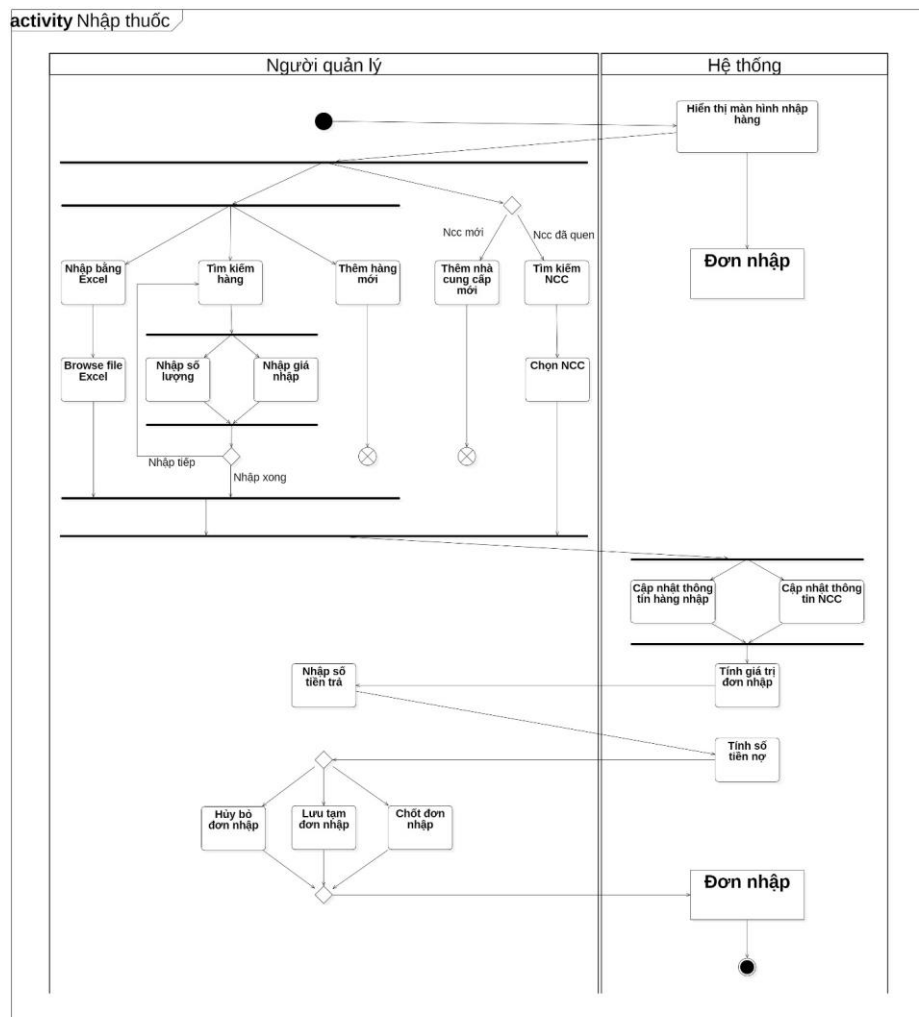 activity Nhập thuốc
Người quản lý
Hệ thống
Hiển thị màn hình nhập
hàng
Ncc mới
Ncc đã quen
Đơn nhập
Nhập bằng
Excel
Tìm kiếm
hàng
Thêm hàng
mới
Thêm nhà
cung cấp
mới
Tìm kiếm
NCC
Browse file
Excel
Nhập số
lượng
Nhập giá
nhập
Chọn NCC
Nhập tiếp
Nhập xong
Cập nhật thông
tin hàng nhập
Cập nhật thông
tin NCC
Nhập số
tiền trả
Tính giá trị
đơn nhập
Tính số
tiền nợ
Hủy bỏ
đơn nhập
Lưu tạm
đơn nhập
Chốt đơn
nhập
Đơn nhập